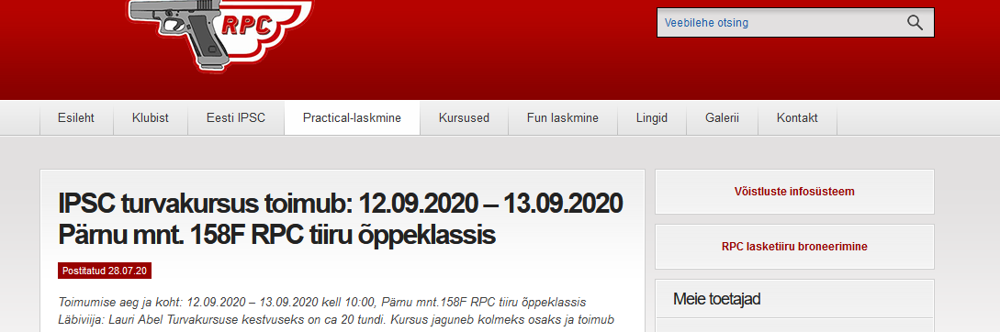 RPC
Veebilehe otsing
Esileht
Klubist
Eesti IPSC
Practical-laskmine
Kursused
Fun laskmine
Lingid
Galerii
Kontakt
IPSC turvakursus toimub: 12.09.2020 – 13.09.2020
Pärnu mnt. 158F RPC tiiru õppeklassis
Postitatud 28.07.20
Toimumise aeg ja koht: 12.09.2020 – 13.09.2020 kell 10:00, Pärnu mnt.158F RPC tiiru õppeklassis
Läbiviija: Lauri Abel Turvakursuse kestvuseks on ca 20 tundi. Kursus jaguneb kolmeks osaks ja toimub
Võistluste infosüsteem
RPC lasketiiru broneerimine
Meie toetajad